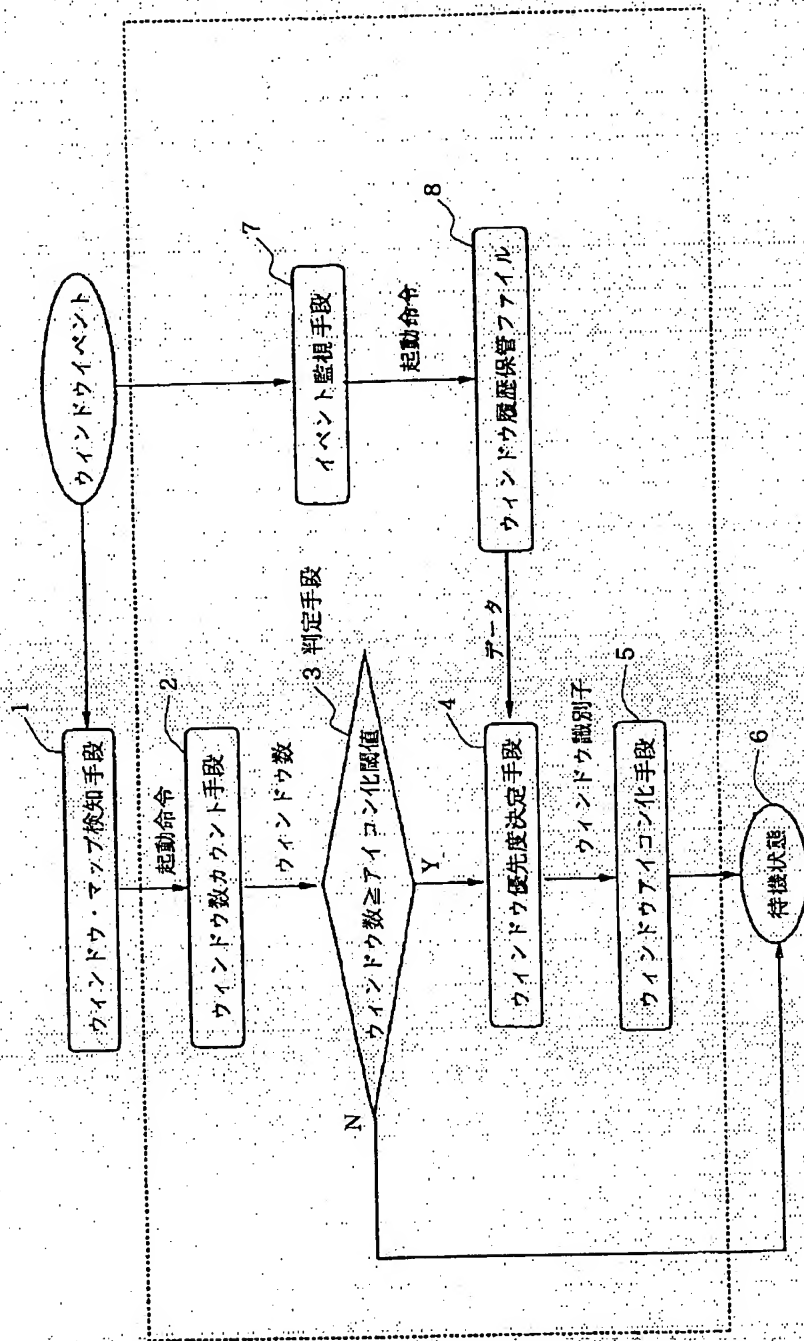 ウィンドウイベント
1
ウィンドウ・マップ検知手段
起動命令
2
ウィンドウ数カウント手段
ウィンドウ数
3 判定手段
ウィンドウ数≧アイコン化閾値
N
Y
4
ウィンドウ優先度決定手段
ウィンドウ識別子
5
ウィンドウアイコン化手段
6
待機状態
7
イベント監視手段
起動命令
8
ウィンドウ履歴保管ファイル
データ